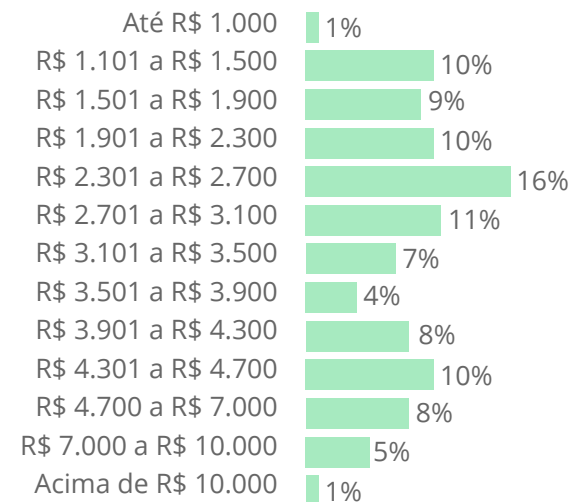 Até R$ 1.000 1%
R$ 1.101 a R$ 1.500 10%
R$ 1.501 a R$ 1.900 9%
R$ 1.901 a R$ 2.300 10%
R$ 2.301 a R$ 2.700 16%
R$ 2.701 a R$ 3.100 11%
R$ 3.101 a R$ 3.500 7%
R$ 3.501 a R$ 3.900 4%
R$ 3.901 a R$ 4.300 8%
R$ 4.301 a R$ 4.700 10%
R$ 4.700 a R$ 7.000 8%
R$ 7.000 a R$ 10.000 5%
Acima de R$ 10.000 1%